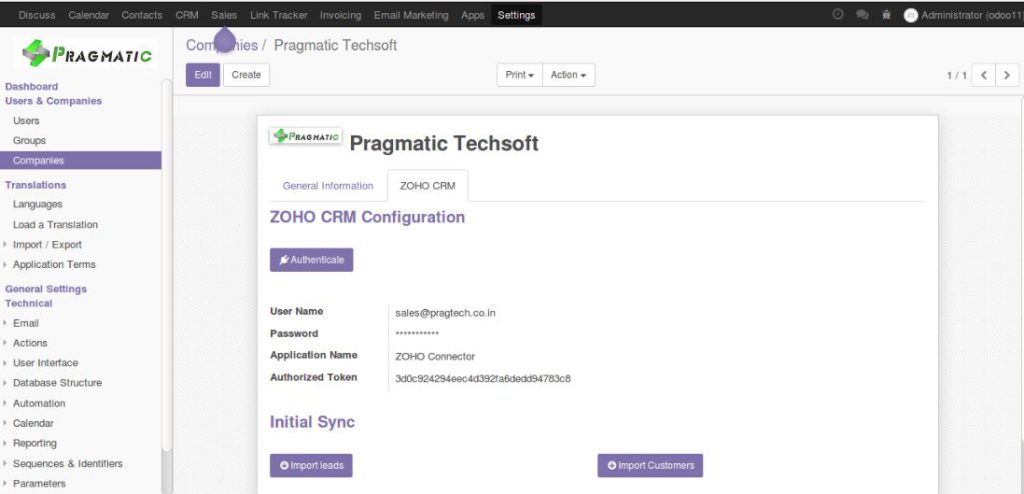 Discuss Calendar Contacts CRM Sales Link Tracker Invoicing Email Marketing Apps Settings Administrator (odoo11
PRAGMATIC
Companies / Pragmatic Techsoft
Edit Create Print Action 1 / 1
Dashboard
Users & Companies
Users
Groups
Companies
Translations
Languages
Load a Translation
Import / Export
Application Terms
General Settings
Technical
Email
Actions
User Interface
Database Structure
Automation
Calendar
Reporting
Sequences & Identifiers
Parameters
PRAGMATIC Pragmatic Techsoft
General Information ZOHO CRM
ZOHO CRM Configuration
Authenticate
User Name sales@pragtech.co.in
Password ***********
Application Name ZOHO Connector
Authorized Token 3d0c924294eec4d392fa6dedd94783c8
Initial Sync
Import leads Import Customers